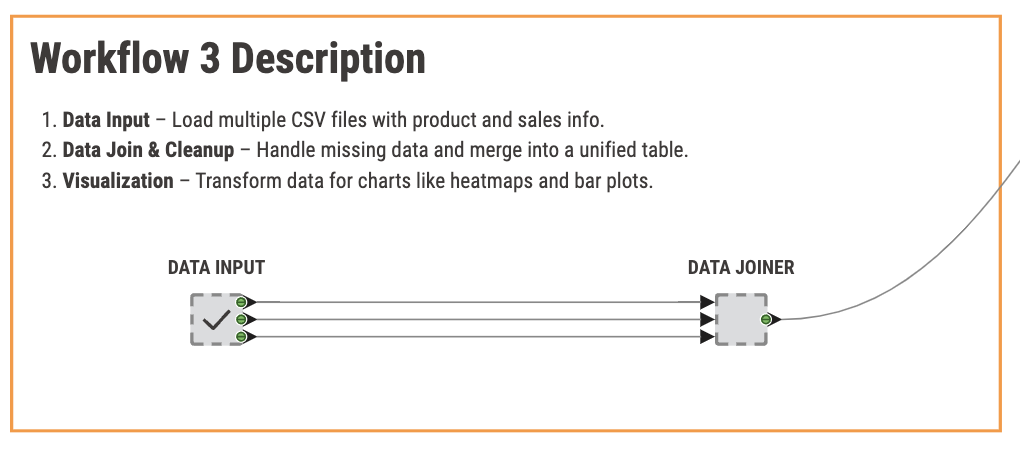 Workflow 3 Description
1. Data Input – Load multiple CSV files with product and sales info.
2. Data Join & Cleanup – Handle missing data and merge into a unified table.
3. Visualization – Transform data for charts like heatmaps and bar plots.
DATA INPUT
DATA JOINER